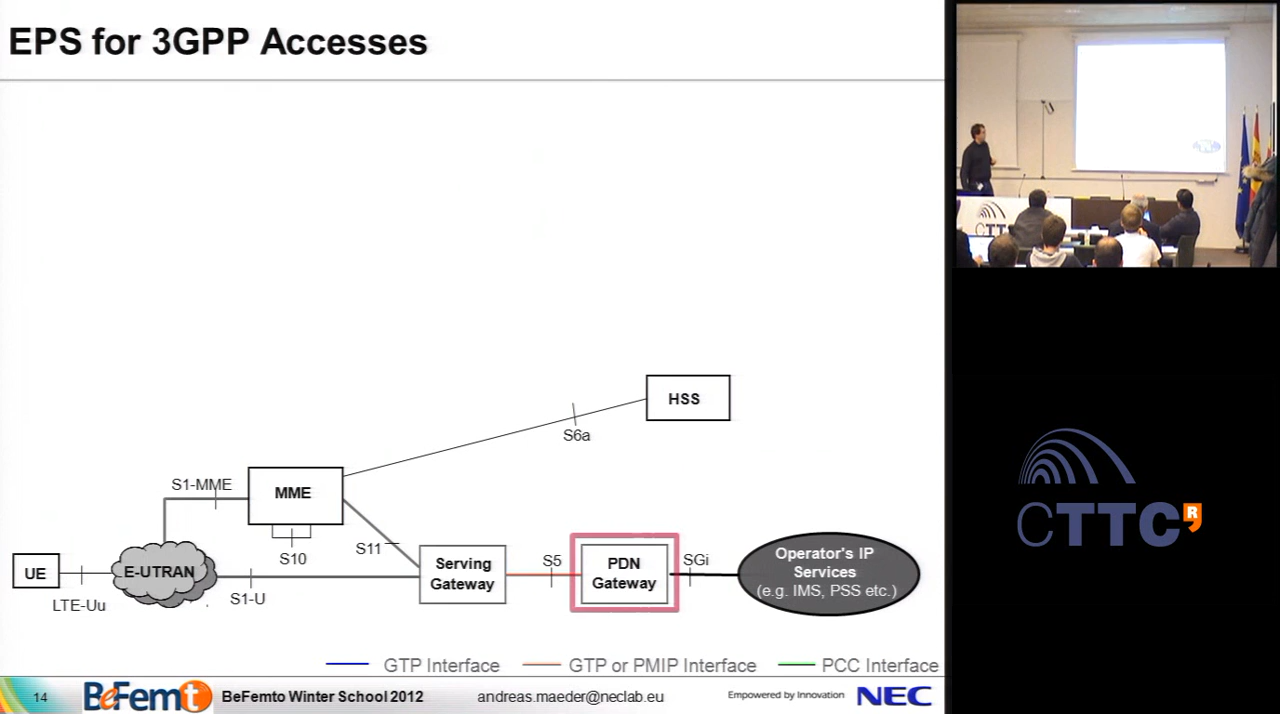 EPS for 3GPP Accesses
HSS
S6a
S1-MME
MME
S10
S11
UE
LTE-Uu
E-UTRAN
S1-U
Serving
Gateway
S5
PDN
Gateway
SGi
Operator's IP
Services
(e.g. IMS, PSS etc.)
GTP Interface
GTP or PMIP Interface
PCC Interface
14
BeFemt
BeFemto Winter School 2012
andreas.maeder@neclab.eu
Empowered by Innovation
NEC
CTTC
CTTC R